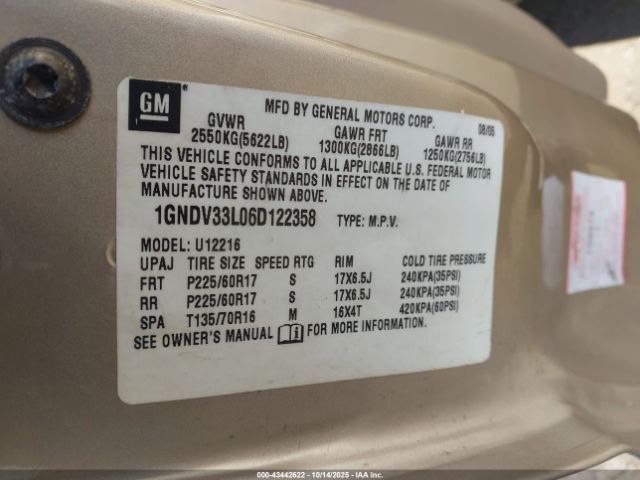 GM
MFD BY GENERAL MOTORS CORP. 08/05
GVWR GAWR FRT GAWR RR
2550KG(5622LB) 1300KG(2866LB) 1250KG(2756LB)
THIS VEHICLE CONFORMS TO ALL APPLICABLE U.S. FEDERAL MOTOR
VEHICLE SAFETY STANDARDS IN EFFECT ON THE DATE OF
MANUFACTURE SHOWN ABOVE.
1GNDV33L06D122358 TYPE: M.P.V.
MODEL: U12216
UPAJ TIRE SIZE SPEED RTG RIM COLD TIRE PRESSURE
FRT P225/60R17 S 17X6.5J 240KPA(35PSI)
RR P225/60R17 S 17X6.5J 240KPA(35PSI)
SPA T135/70R16 M 16X4T 420KPA(60PSI)
SEE OWNER'S MANUAL FOR MORE INFORMATION.
000-43442622 - 10/14/2025 - IAAI.com